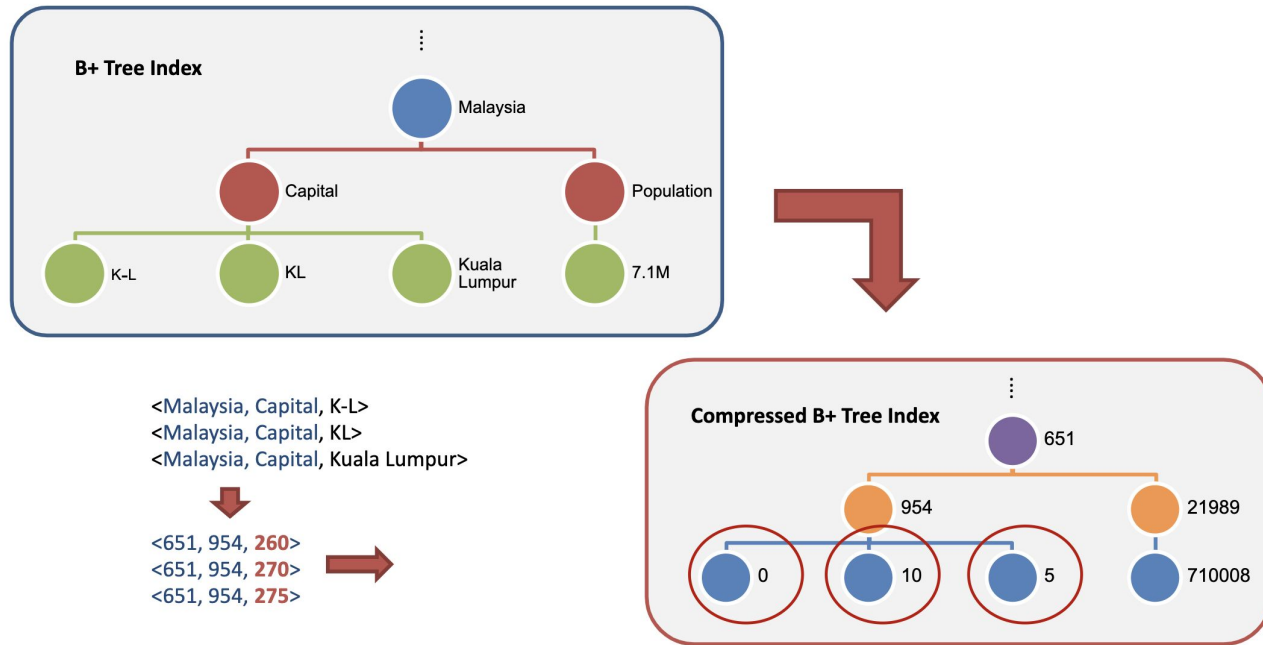 B+ Tree Index
Malaysia
Capital
Population
K-L
KL
Kuala
Lumpur
7.1M
<Malaysia, Capital, K-L>
<Malaysia, Capital, KL>
<Malaysia, Capital, Kuala Lumpur>
<651, 954, 260>
<651, 954, 270>
<651, 954, 275>
Compressed B+ Tree Index
651
954
21989
0
10
5
710008